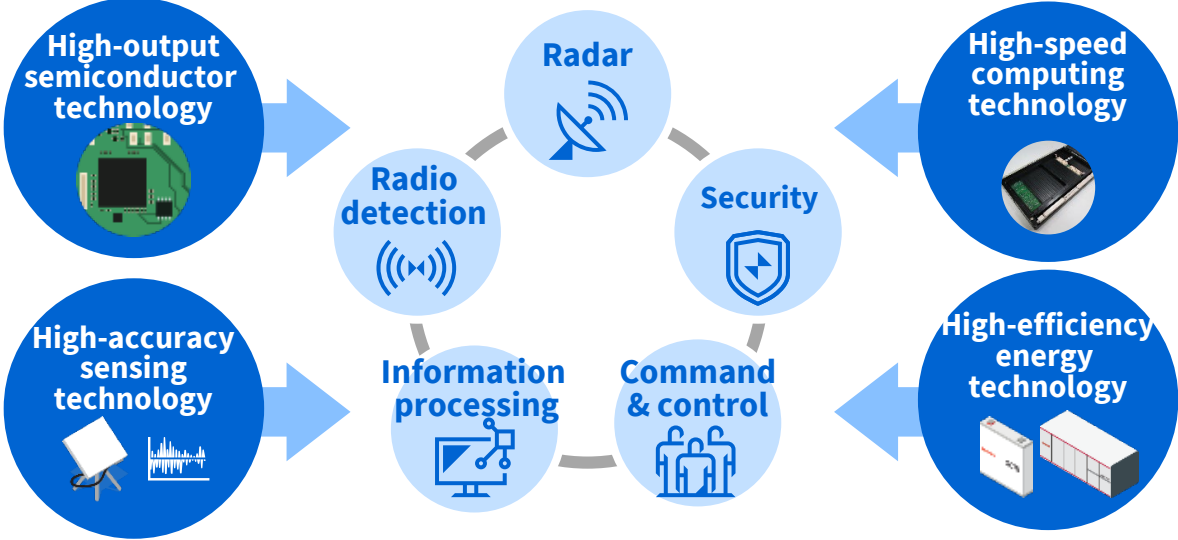 High-output
semiconductor
technology
Radar
High-speed
computing
technology
Radio
detection
Security
High-accuracy
sensing
technology
Information
processing
Command
& control
High-efficiency
energy
technology